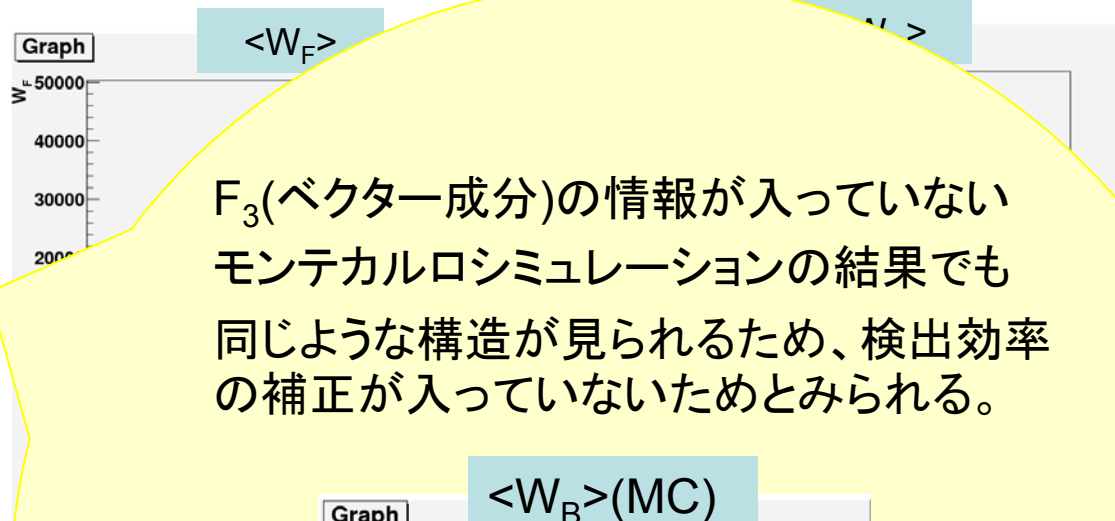 <W_F>
Graph
W_F
50000
40000
30000
F₃(ベクター成分)の情報が入っていない
モンテカルロシミュレーションの結果でも
同じような構造が見られるため、検出効率
の補正が入っていないためとみられる。
<W_B>(MC)
Graph